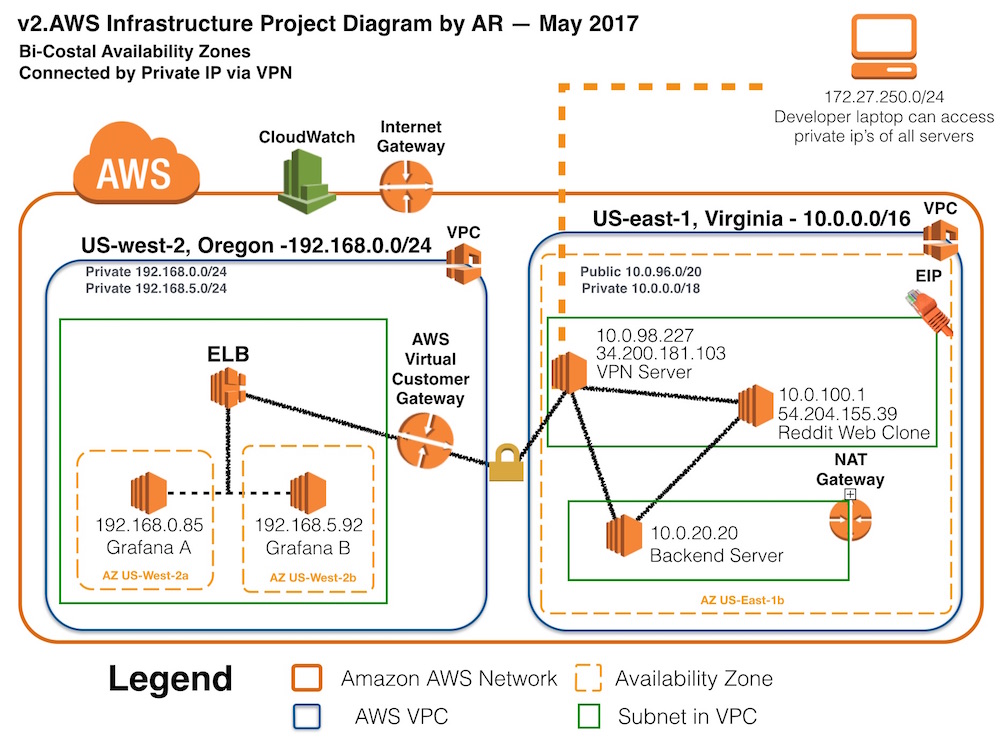 v2.AWS Infrastructure Project Diagram by AR — May 2017
Bi-Costal Availability Zones
Connected by Private IP via VPN
172.27.250.0/24
Developer laptop can access
private ip's of all servers
AWS
CloudWatch
Internet
Gateway
US-west-2, Oregon -192.168.0.0/24
VPC
Private 192.168.0.0/24
Private 192.168.5.0/24
ELB
AWS
Virtual
Customer
Gateway
192.168.0.85
Grafana A
AZ US-West-2a
192.168.5.92
Grafana B
AZ US-West-2b
US-east-1, Virginia - 10.0.0.0/16
VPC
Public 10.0.96.0/20
Private 10.0.0.0/18
EIP
10.0.98.227
34.200.181.103
VPN Server
10.0.100.1
54.204.155.39
Reddit Web Clone
NAT
Gateway
10.0.20.20
Backend Server
AZ US-East-1b
Legend
Amazon AWS Network
Availability Zone
AWS VPC
Subnet in VPC